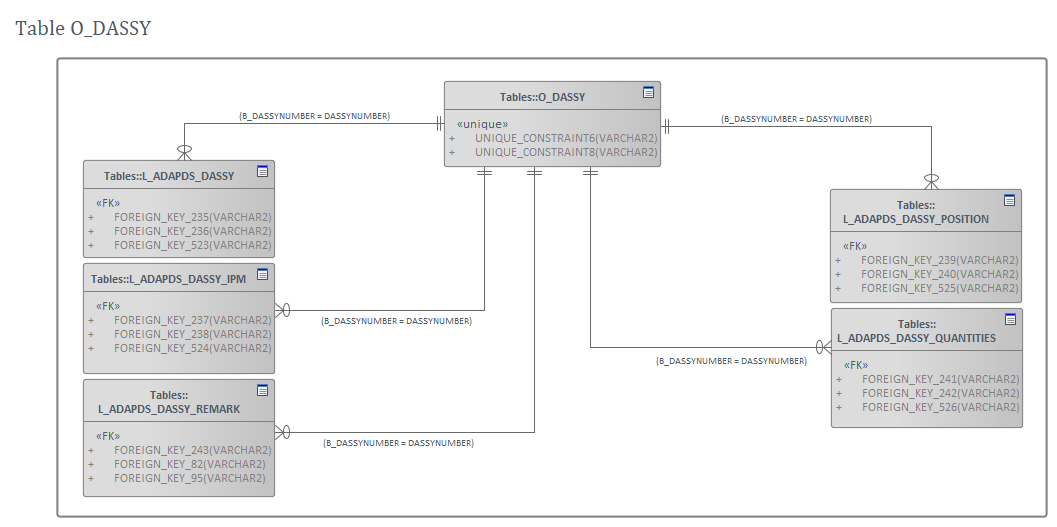 Table O_DASSY
Tables::O_DASSY
«unique»
+ UNIQUE_CONSTRAINT6(VARCHAR2)
+ UNIQUE_CONSTRAINT8(VARCHAR2)
(B_DASSYNUMBER = DASSYNUMBER)
(B_DASSYNUMBER = DASSYNUMBER)
Tables::L_ADAPDS_DASSY
«FK»
+ FOREIGN_KEY_235(VARCHAR2)
+ FOREIGN_KEY_236(VARCHAR2)
+ FOREIGN_KEY_523(VARCHAR2)
Tables::L_ADAPDS_DASSY_IPM
«FK»
+ FOREIGN_KEY_237(VARCHAR2)
+ FOREIGN_KEY_238(VARCHAR2)
+ FOREIGN_KEY_524(VARCHAR2)
(B_DASSYNUMBER = DASSYNUMBER)
Tables::
L_ADAPDS_DASSY_REMARK
«FK»
+ FOREIGN_KEY_243(VARCHAR2)
+ FOREIGN_KEY_82(VARCHAR2)
+ FOREIGN_KEY_95(VARCHAR2)
(B_DASSYNUMBER = DASSYNUMBER)
Tables::
L_ADAPDS_DASSY_POSITION
«FK»
+ FOREIGN_KEY_239(VARCHAR2)
+ FOREIGN_KEY_240(VARCHAR2)
+ FOREIGN_KEY_525(VARCHAR2)
Tables::
L_ADAPDS_DASSY_QUANTITIES
«FK»
+ FOREIGN_KEY_241(VARCHAR2)
+ FOREIGN_KEY_242(VARCHAR2)
+ FOREIGN_KEY_526(VARCHAR2)
(B_DASSYNUMBER = DASSYNUMBER)